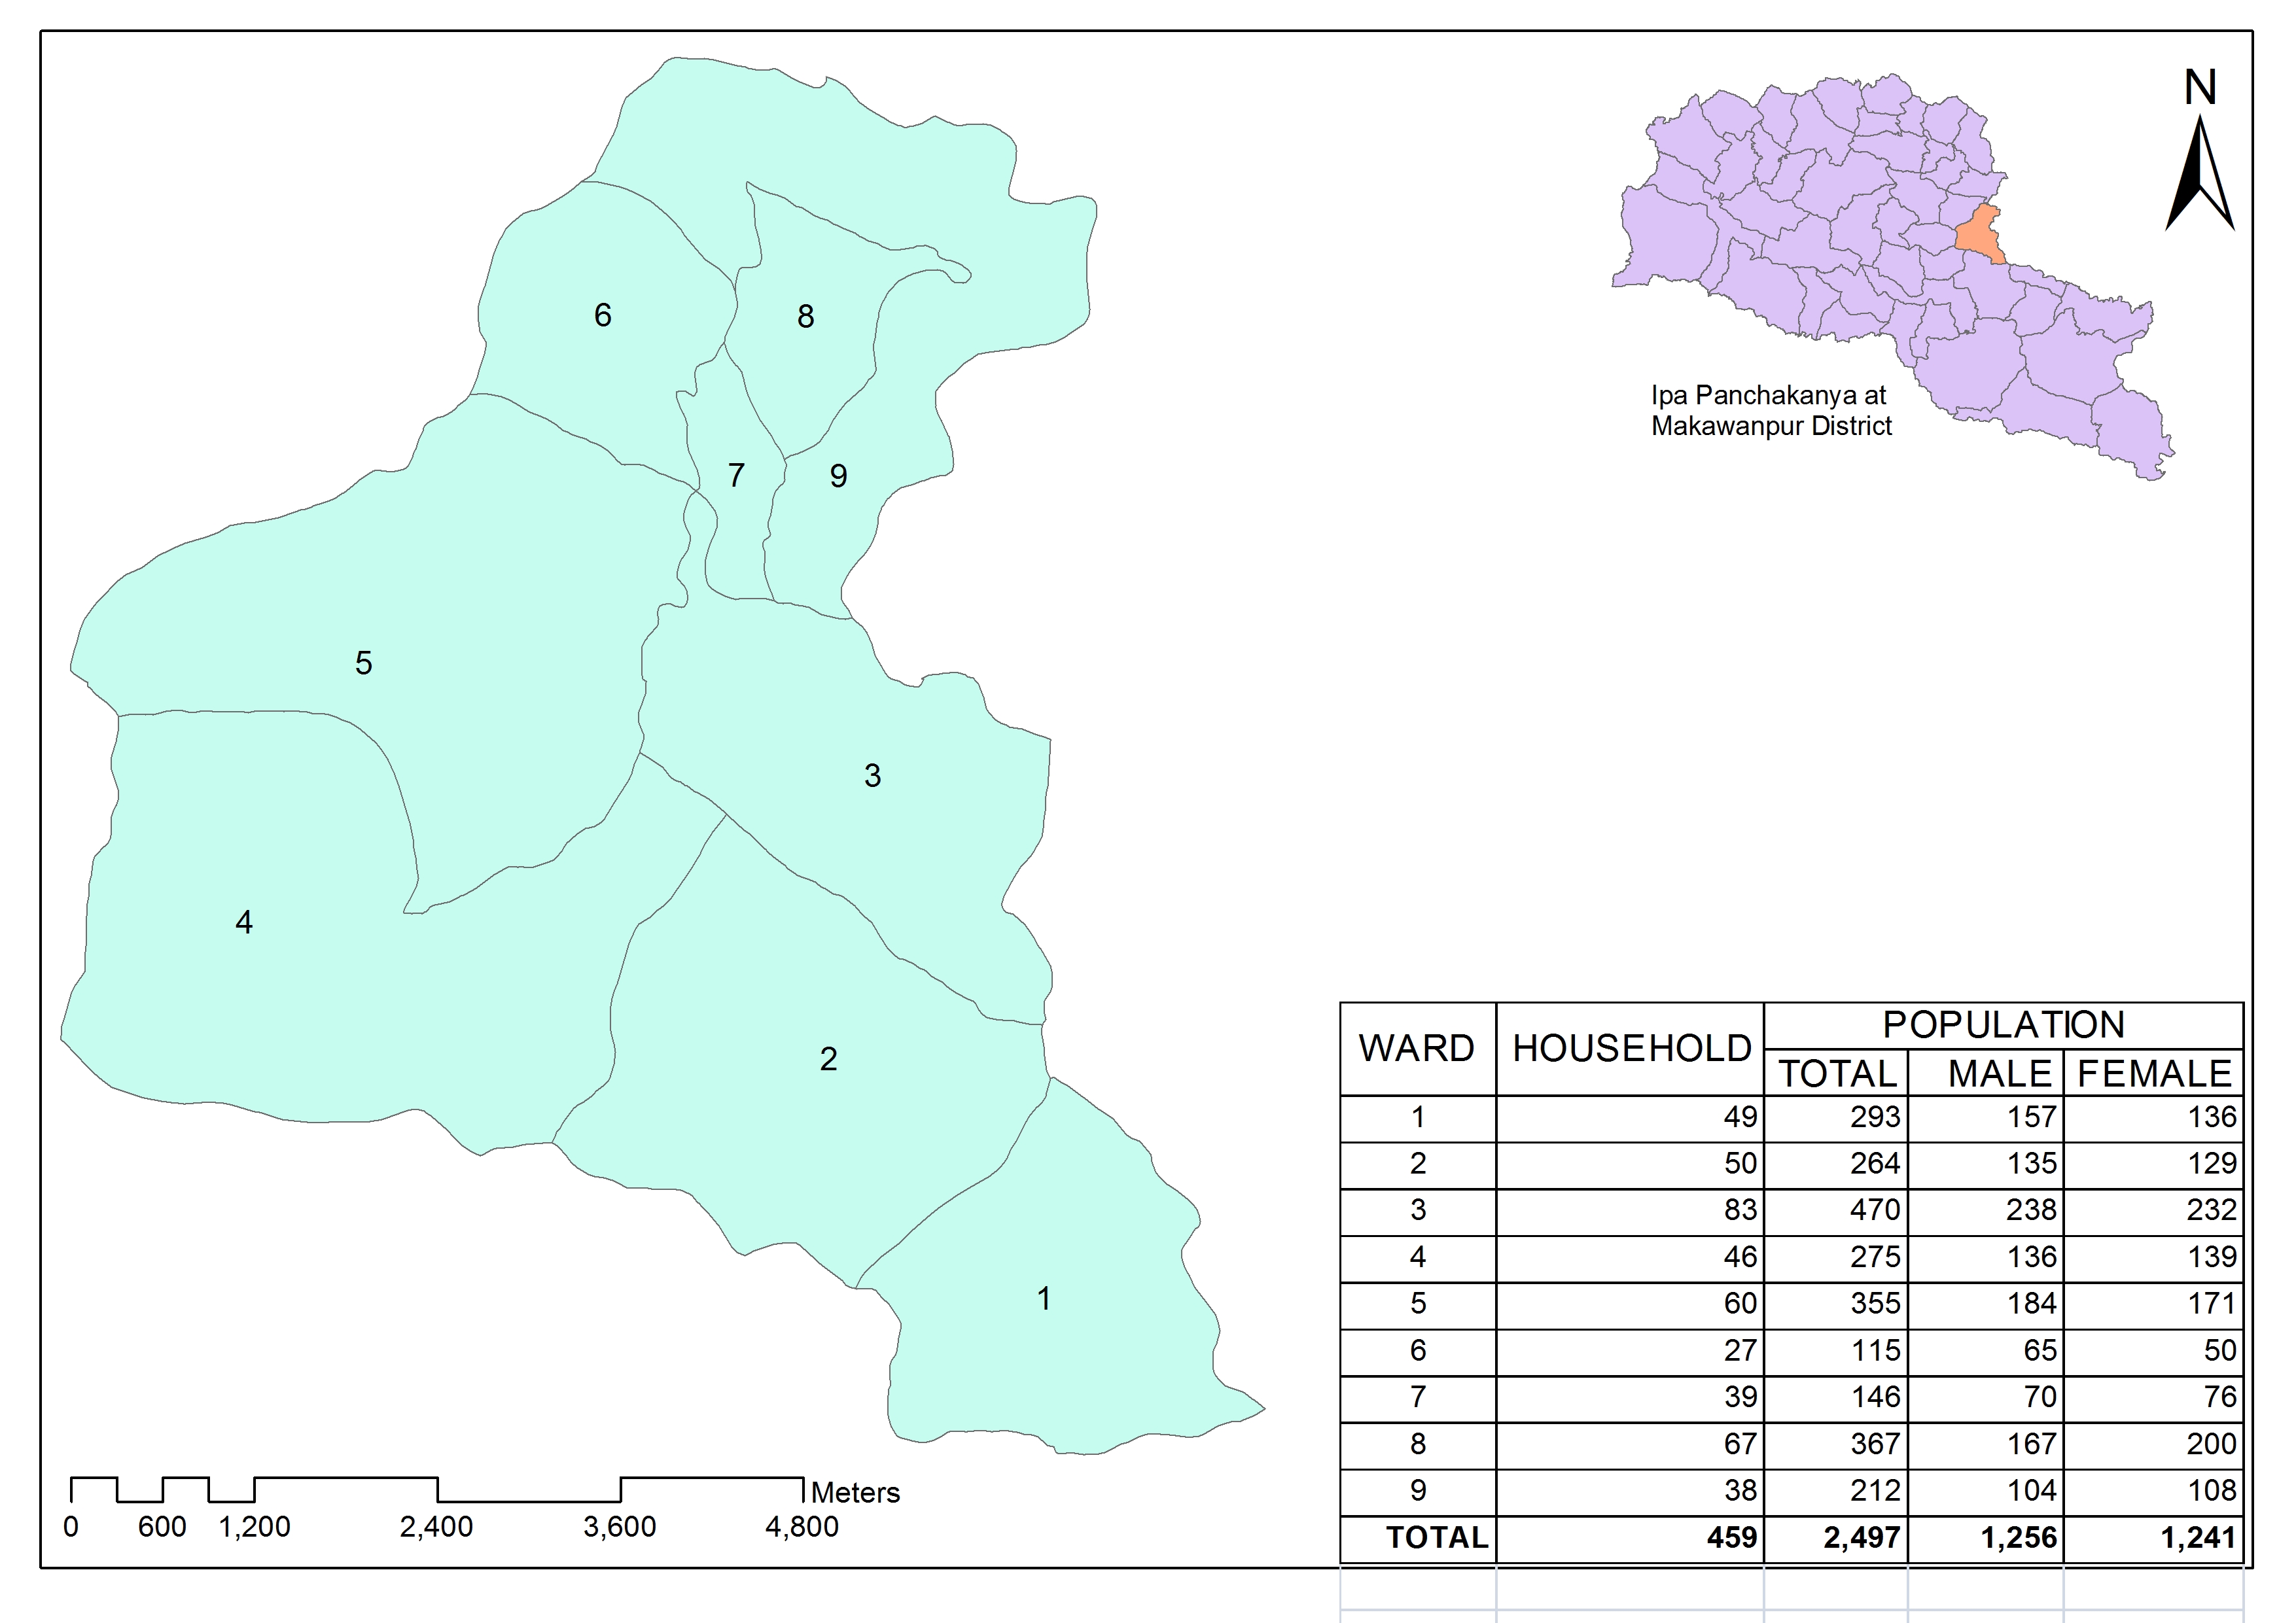 N
6
8
Ipa Panchakanya at
Makawanpur District
7
9
5
3
4
2
1
WARD HOUSEHOLD POPULATION
TOTAL MALE FEMALE
1 49 293 157 136
2 50 264 135 129
3 83 470 238 232
4 46 275 136 139
5 60 355 184 171
6 27 115 65 50
7 39 146 70 76
8 67 367 167 200
9 38 212 104 108
TOTAL 459 2,497 1,256 1,241
Meters
0 600 1,200 2,400 3,600 4,800